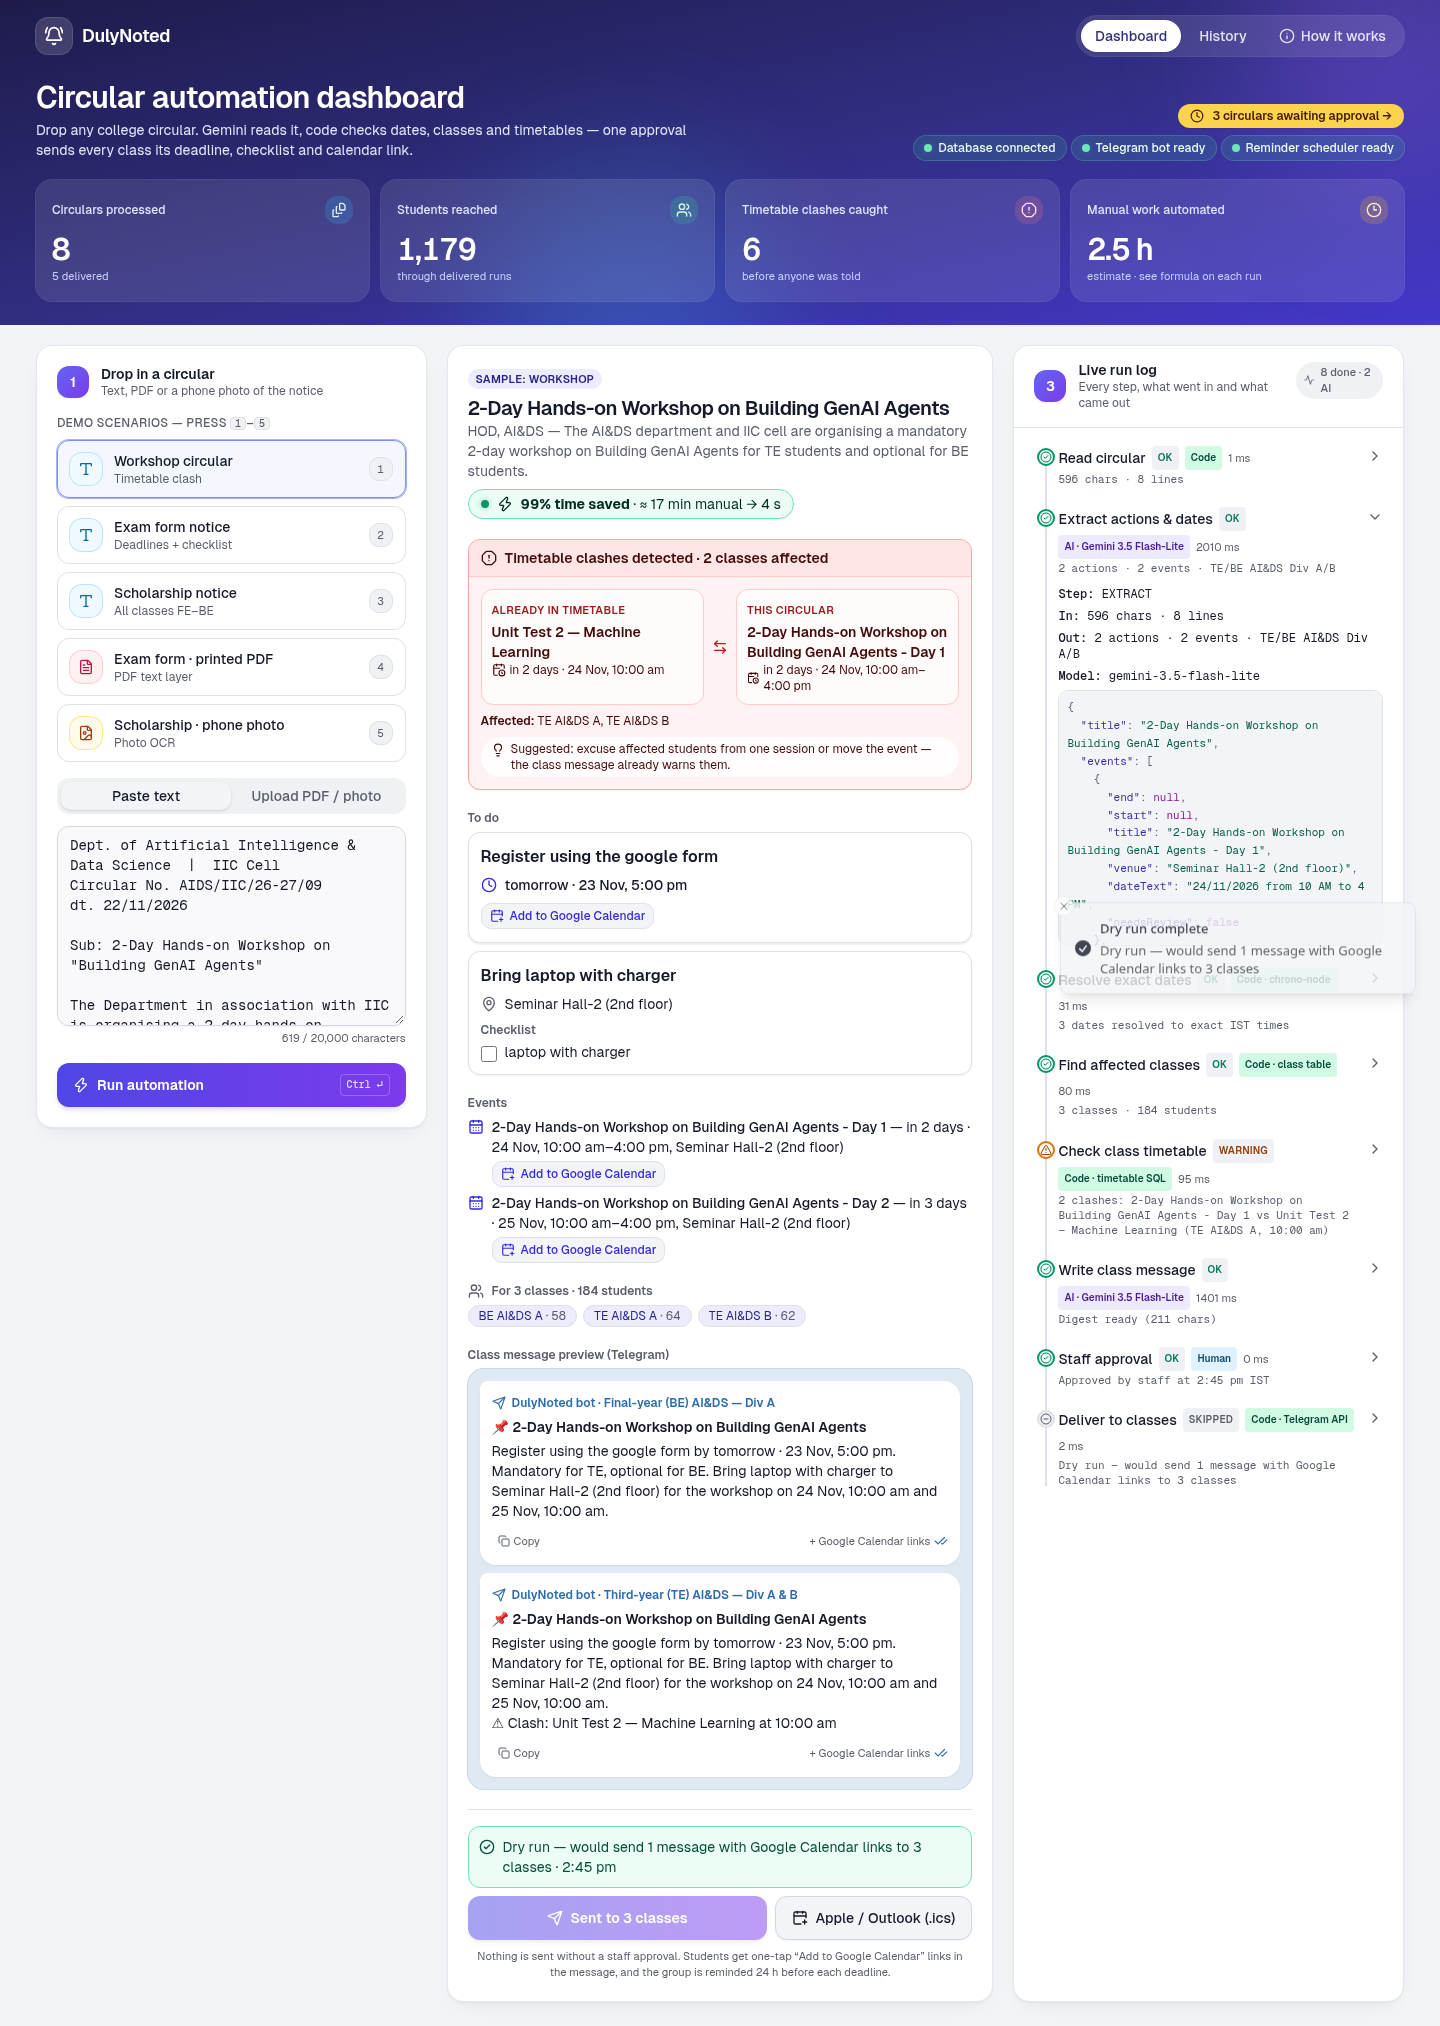 DulyNoted
Dashboard
History
How it works
Circular automation dashboard
Drop any college circular. Gemini reads it, code checks dates, classes and timetables — one approval
sends every class its deadline, checklist and calendar link.
3 circulars awaiting approval →
Database connected
Telegram bot ready
Reminder scheduler ready
Circulars processed
8
5 delivered
Students reached
1,179
through delivered runs
Timetable clashes caught
6
before anyone was told
Manual work automated
2.5 h
estimate · see formula on each run
1
Drop in a circular
Text, PDF or a phone photo of the notice
DEMO SCENARIOS — PRESS 1–5
Workshop circular
Timetable clash
1
Exam form notice
Deadlines + checklist
2
Scholarship notice
All classes FE–BE
3
Exam form · printed PDF
PDF text layer
4
Scholarship · phone photo
Photo OCR
5
Paste text
Upload PDF / photo
Dept. of Artificial Intelligence &
Data Science | IIC Cell
Circular No. AIDS/IIC/26-27/09
dt. 22/11/2026
Sub: 2-Day Hands-on Workshop on
"Building GenAI Agents"
The Department in association with IIC
is organising a 2 day hands on
619 / 20,000 characters
Run automation
Ctrl ↵
SAMPLE: WORKSHOP
2-Day Hands-on Workshop on Building GenAI Agents
HOD, AI&DS — The AI&DS department and IIC cell are organising a mandatory
2-day workshop on Building GenAI Agents for TE students and optional for BE
students.
99% time saved · ≈ 17 min manual → 4 s
Timetable clashes detected · 2 classes affected
ALREADY IN TIMETABLE
Unit Test 2 — Machine
Learning
in 2 days · 24 Nov, 10:00 am
THIS CIRCULAR
2-Day Hands-on Workshop on
Building GenAI Agents - Day 1
in 2 days · 24 Nov, 10:00 am–
4:00 pm
Affected: TE AI&DS A, TE AI&DS B
Suggested: excuse affected students from one session or move the event —
the class message already warns them.
To do
Register using the google form
tomorrow · 23 Nov, 5:00 pm
Add to Google Calendar
Bring laptop with charger
Seminar Hall-2 (2nd floor)
Checklist
laptop with charger
Events
2-Day Hands-on Workshop on Building GenAI Agents - Day 1 — in 2 days ·
24 Nov, 10:00 am–4:00 pm, Seminar Hall-2 (2nd floor)
Add to Google Calendar
2-Day Hands-on Workshop on Building GenAI Agents - Day 2 — in 3 days
· 25 Nov, 10:00 am–4:00 pm, Seminar Hall-2 (2nd floor)
Add to Google Calendar
For 3 classes · 184 students
BE AI&DS A · 58
TE AI&DS A · 64
TE AI&DS B · 62
Class message preview (Telegram)
DulyNoted bot · Final-year (BE) AI&DS — Div A
📌 2-Day Hands-on Workshop on Building GenAI Agents
Register using the google form by tomorrow · 23 Nov, 5:00 pm.
Mandatory for TE, optional for BE. Bring laptop with charger to
Seminar Hall-2 (2nd floor) for the workshop on 24 Nov, 10:00 am and
25 Nov, 10:00 am.
Copy
+ Google Calendar links
DulyNoted bot · Third-year (TE) AI&DS — Div A & B
📌 2-Day Hands-on Workshop on Building GenAI Agents
Register using the google form by tomorrow · 23 Nov, 5:00 pm.
Mandatory for TE, optional for BE. Bring laptop with charger to
Seminar Hall-2 (2nd floor) for the workshop on 24 Nov, 10:00 am and
25 Nov, 10:00 am.
⚠ Clash: Unit Test 2 — Machine Learning at 10:00 am
Copy
+ Google Calendar links
Dry run — would send 1 message with Google Calendar links to 3
classes · 2:45 pm
Sent to 3 classes
Apple / Outlook (.ics)
Nothing is sent without a staff approval. Students get one-tap “Add to Google Calendar” links in
the message, and the group is reminded 24 h before each deadline.
3
Live run log
Every step, what went in and what
came out
8 done · 2
AI
Read circular OK Code 1 ms
596 chars · 8 lines
Extract actions & dates OK
AI · Gemini 3.5 Flash-Lite 2010 ms
2 actions · 2 events · TE/BE AI&DS Div A/B
Step: EXTRACT
In: 596 chars · 8 lines
Out: 2 actions · 2 events · TE/BE AI&DS Div
A/B
Model: gemini-3.5-flash-lite
{
"title": "2-Day Hands-on Workshop on
Building GenAI Agents",
"events": [
{
"end": null,
"start": null,
"title": "2-Day Hands-on Workshop on
Building GenAI Agents - Day 1",
"venue": "Seminar Hall-2 (2nd floor)",
"dateText": "24/11/2026 from 10 AM to 4
PM",
"needsReview": false
}
Dry run complete
Dry run — would send 1 message with Google
Calendar links to 3 classes
Resolve exact dates OK Code · chrono-node
31 ms
3 dates resolved to exact IST times
Find affected classes OK Code · class table
80 ms
3 classes · 184 students
Check class timetable WARNING
Code · timetable SQL 95 ms
2 clashes: 2-Day Hands-on Workshop on
Building GenAI Agents - Day 1 vs Unit Test 2
— Machine Learning (TE AI&DS A, 10:00 am)
Write class message OK
AI · Gemini 3.5 Flash-Lite 1401 ms
Digest ready (211 chars)
Staff approval OK Human 0 ms
Approved by staff at 2:45 pm IST
Deliver to classes SKIPPED Code · Telegram API
2 ms
Dry run — would send 1 message with Google
Calendar links to 3 classes